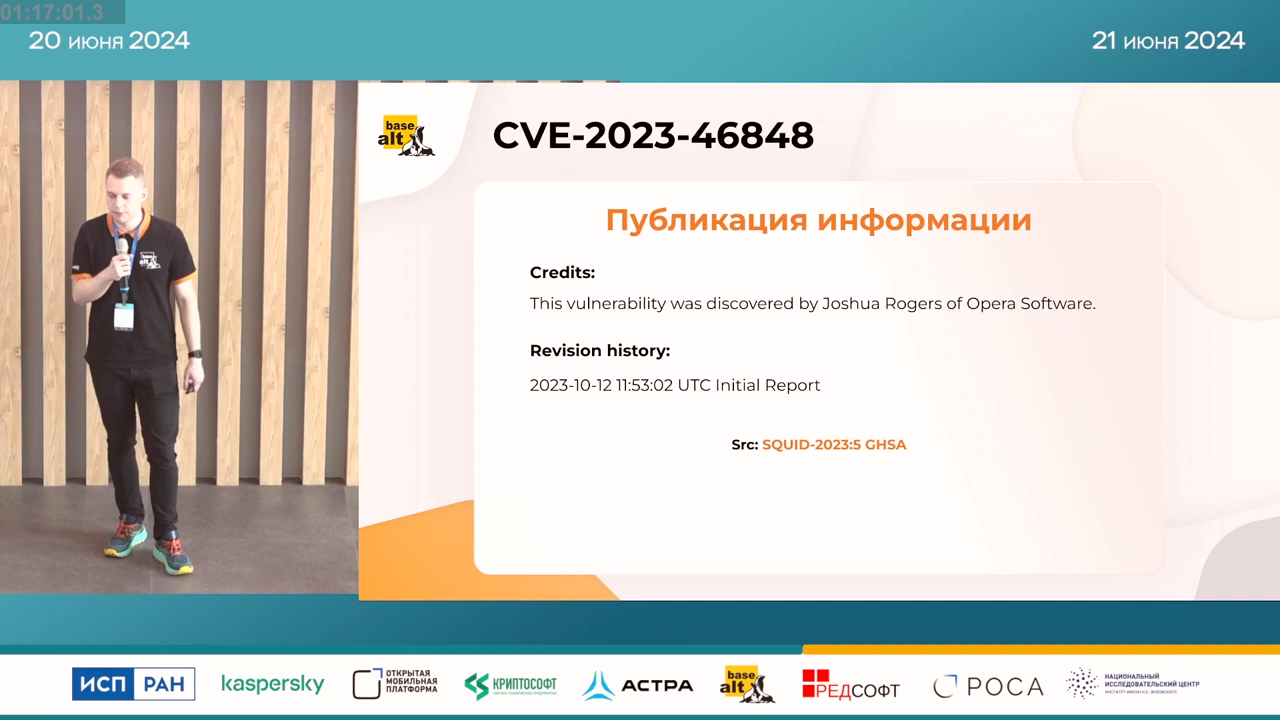 01:17:01.3
20 июня 2024
21 июня 2024
base
alt
CVE-2023-46848
Публикация информации
Credits:
This vulnerability was discovered by Joshua Rogers of Opera Software.
Revision history:
2023-10-12 11:53:02 UTC Initial Report
Src: SQUID-2023:5 GHSA
base
alt
ИСП РАН
kaspersky
ОТКРЫТАЯ
МОБИЛЬНАЯ
ПЛАТФОРМА
КРИПТОСОФТ
АСТРА
base
alt
РЕДСОФТ
РОСА
НАЦИОНАЛЬНЫЙ
ИССЛЕДОВАТЕЛЬСКИЙ ЦЕНТР